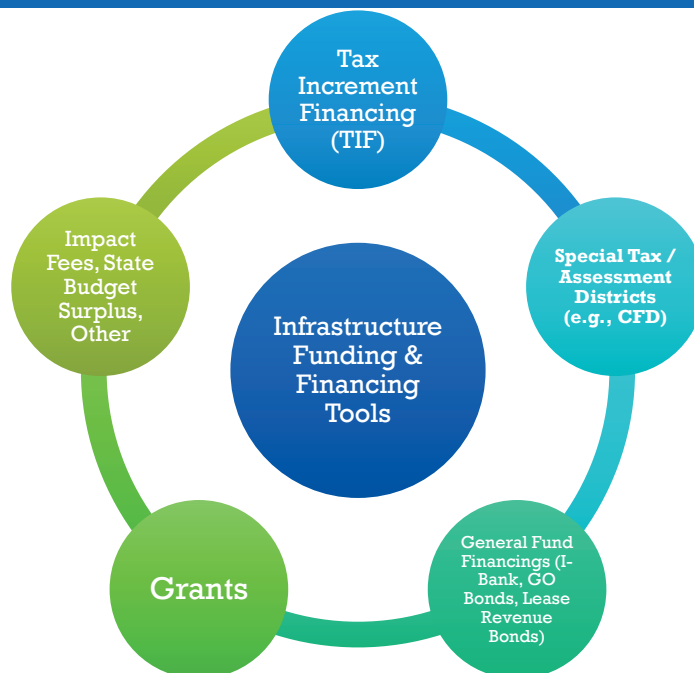 Tax
Increment
Financing
(TIF)
Impact
Fees, State
Budget
Surplus,
Other
Special Tax /
Assessment
Districts
(e.g., CFD)
Infrastructure
Funding &
Financing
Tools
General Fund
Financings (I-
Bank, GO
Bonds, Lease
Revenue
Bonds)
Grants